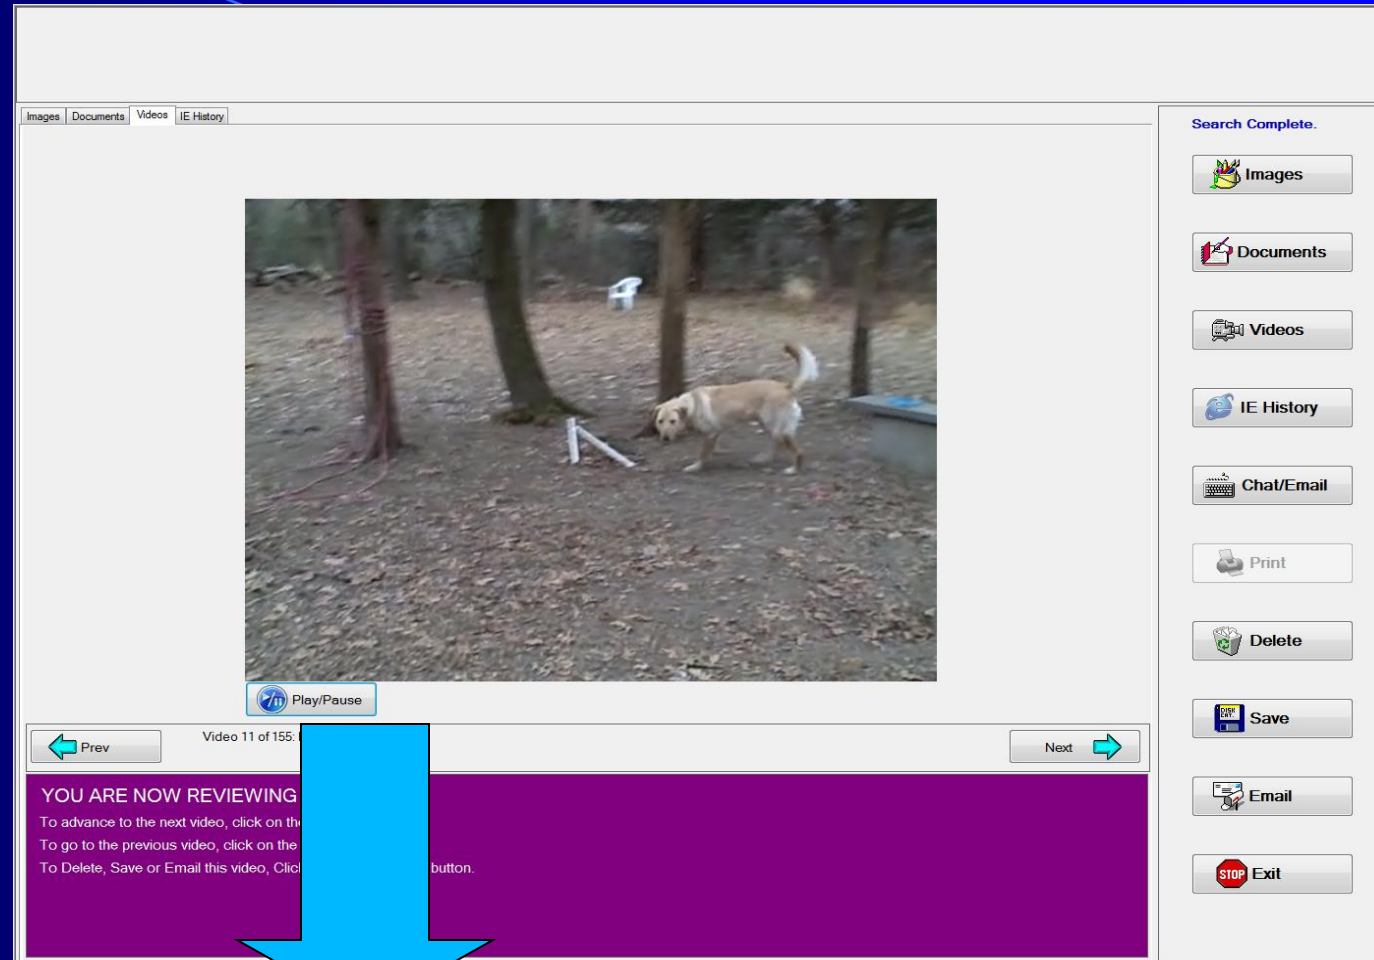 Images Documents Videos IE History
Search Complete.
Images
Documents
Videos
IE History
Chat/Email
Print
Delete
DISK
Save
Email
STOP Exit
Play/Pause
Prev
Video 11 of 155:
Next
YOU ARE NOW REVIEWING
To advance to the next video, click on
To go to the previous video, click on the
To Delete, Save or Email this video, button.